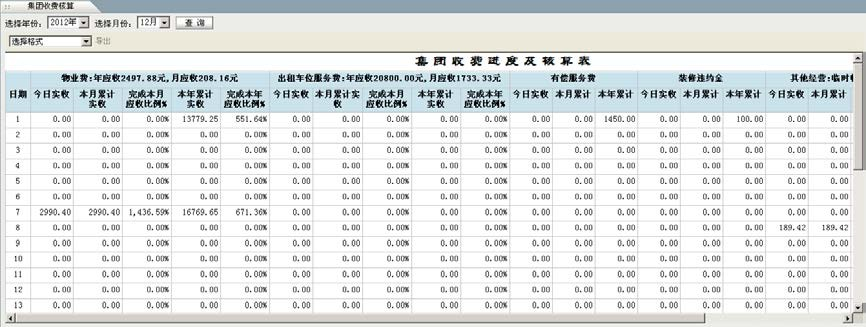 集团收费核算
选择年份: 2012年 选择月份: 12月 查 询
选择格式 导出
集团收费进度及核算表
物业费:年应收2497.88元,月应收208.16元 出租车位服务费:年应收20800.00元,月应收1733.33元 有偿服务费 装修违约金 其他经营:临时
日期 今日实收 本月累计实收 完成本月应收比例% 本年累计实收 完成本年应收比例% 今日实收 本月累计实收 完成本月应收比例% 本年累计实收 完成本年应收比例% 今日实收 本月累计 本年累计 今日实收 本月累计 本年累计 今日实收 本月累计
1 0.00 0.00 0.00% 13779.25 551.64% 0.00 0.00 0.00% 0.00 0.00% 0.00 0.00 1450.00 0.00 0.00 100.00 0.00 0.00
2 0.00 0.00 0.00% 0.00 0.00% 0.00 0.00 0.00% 0.00 0.00% 0.00 0.00 0.00 0.00 0.00 0.00 0.00 0.00
3 0.00 0.00 0.00% 0.00 0.00% 0.00 0.00 0.00% 0.00 0.00% 0.00 0.00 0.00 0.00 0.00 0.00 0.00 0.00
4 0.00 0.00 0.00% 0.00 0.00% 0.00 0.00 0.00% 0.00 0.00% 0.00 0.00 0.00 0.00 0.00 0.00 0.00 0.00
5 0.00 0.00 0.00% 0.00 0.00% 0.00 0.00 0.00% 0.00 0.00% 0.00 0.00 0.00 0.00 0.00 0.00 0.00 0.00
6 0.00 0.00 0.00% 0.00 0.00% 0.00 0.00 0.00% 0.00 0.00% 0.00 0.00 0.00 0.00 0.00 0.00 0.00 0.00
7 2990.40 2990.40 1,436.59% 16769.65 671.36% 0.00 0.00 0.00% 0.00 0.00% 0.00 0.00 0.00 0.00 0.00 0.00 0.00 0.00
8 0.00 0.00 0.00% 0.00 0.00% 0.00 0.00 0.00% 0.00 0.00% 0.00 0.00 0.00 0.00 0.00 0.00 189.42 189.42
9 0.00 0.00 0.00% 0.00 0.00% 0.00 0.00 0.00% 0.00 0.00% 0.00 0.00 0.00 0.00 0.00 0.00 0.00 0.00
10 0.00 0.00 0.00% 0.00 0.00% 0.00 0.00 0.00% 0.00 0.00% 0.00 0.00 0.00 0.00 0.00 0.00 0.00 0.00
11 0.00 0.00 0.00% 0.00 0.00% 0.00 0.00 0.00% 0.00 0.00% 0.00 0.00 0.00 0.00 0.00 0.00 0.00 0.00
12 0.00 0.00 0.00% 0.00 0.00% 0.00 0.00 0.00% 0.00 0.00% 0.00 0.00 0.00 0.00 0.00 0.00 0.00 0.00
13 0.00 0.00 0.00% 0.00 0.00% 0.00 0.00 0.00% 0.00 0.00% 0.00 0.00 0.00 0.00 0.00 0.00 0.00 0.00